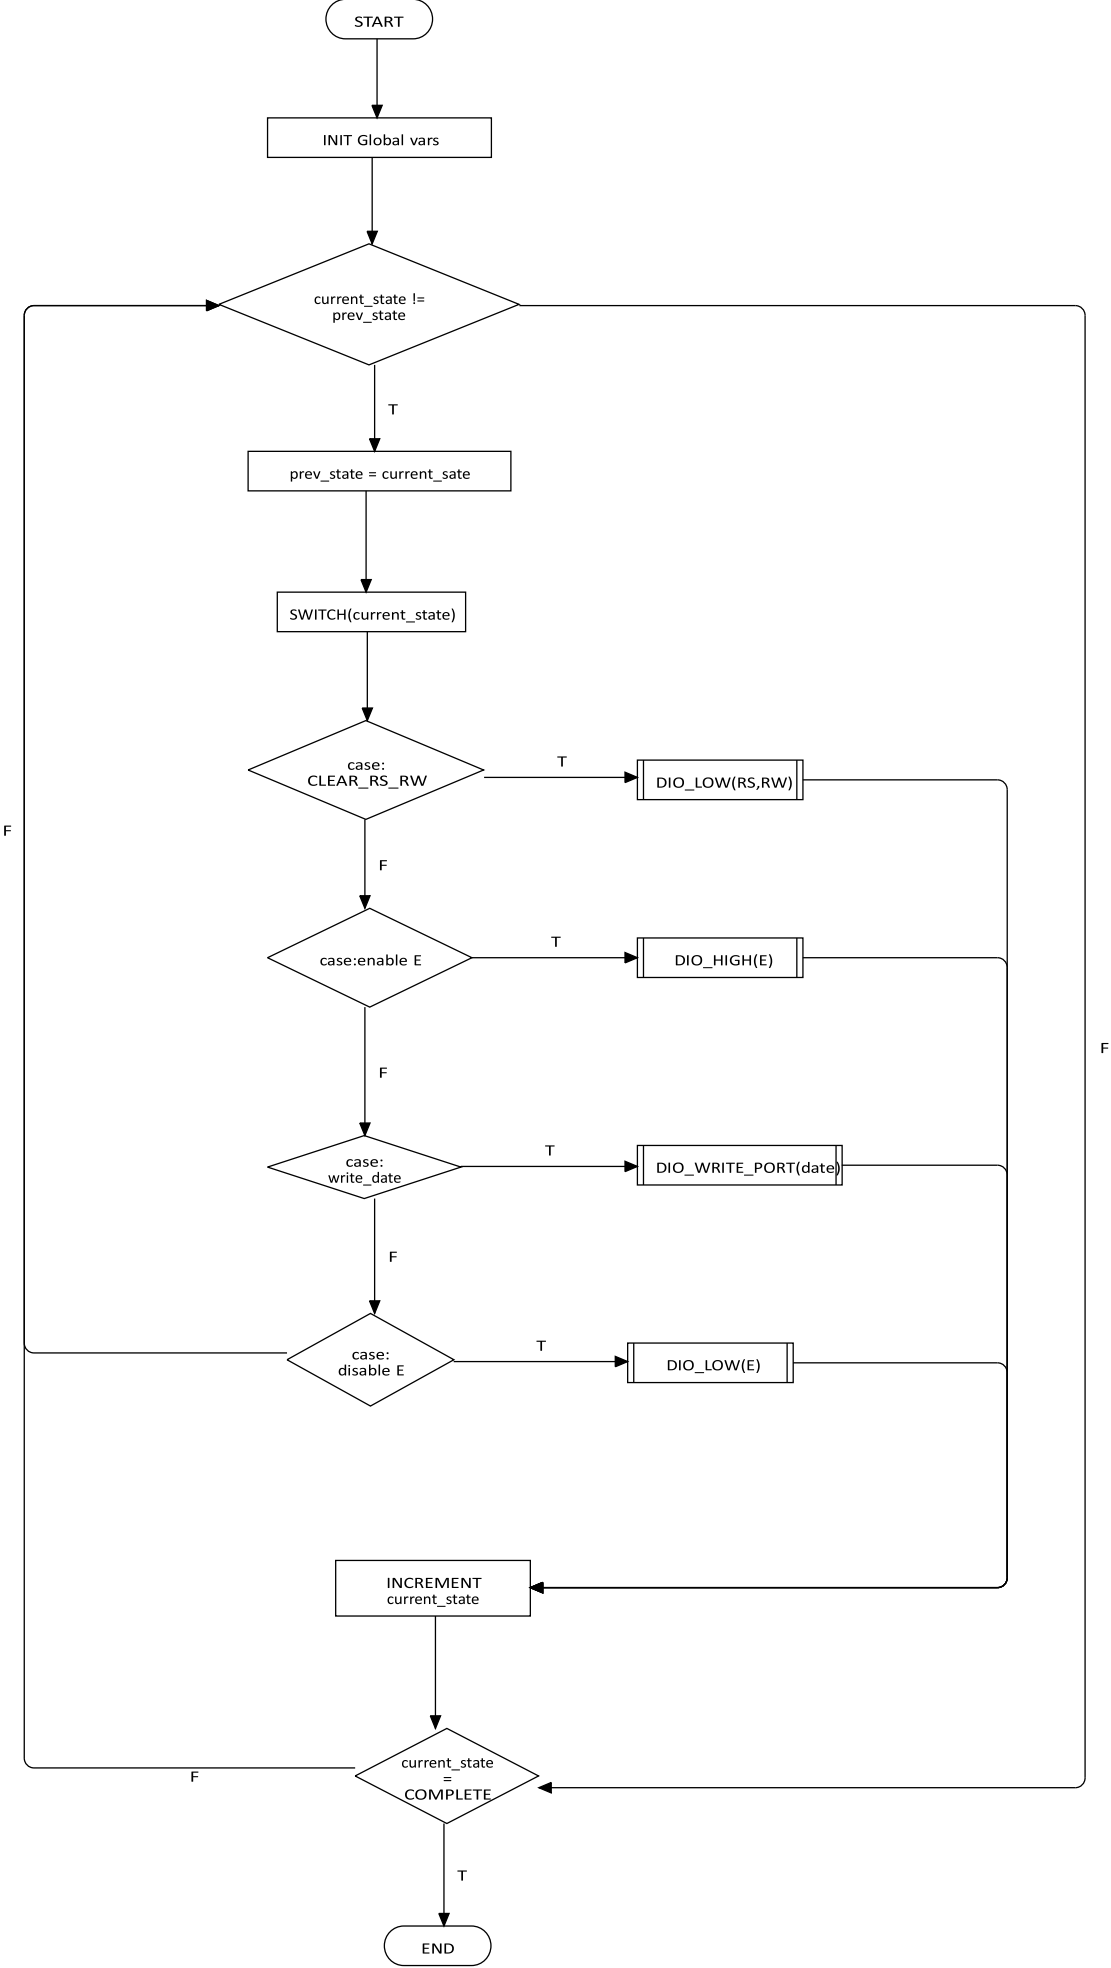 START
INIT Global vars
current_state !=
prev_state
T
prev_state = current_sate
SWITCH(current_state)
case:
CLEAR_RS_RW
T
DIO_LOW(RS,RW)
F
F
case:enable E
T
DIO_HIGH(E)
F
F
case:
write_date
T
DIO_WRITE_PORT(date)
F
case:
disable E
T
DIO_LOW(E)
INCREMENT
current_state
current_state
=
COMPLETE
F
T
END